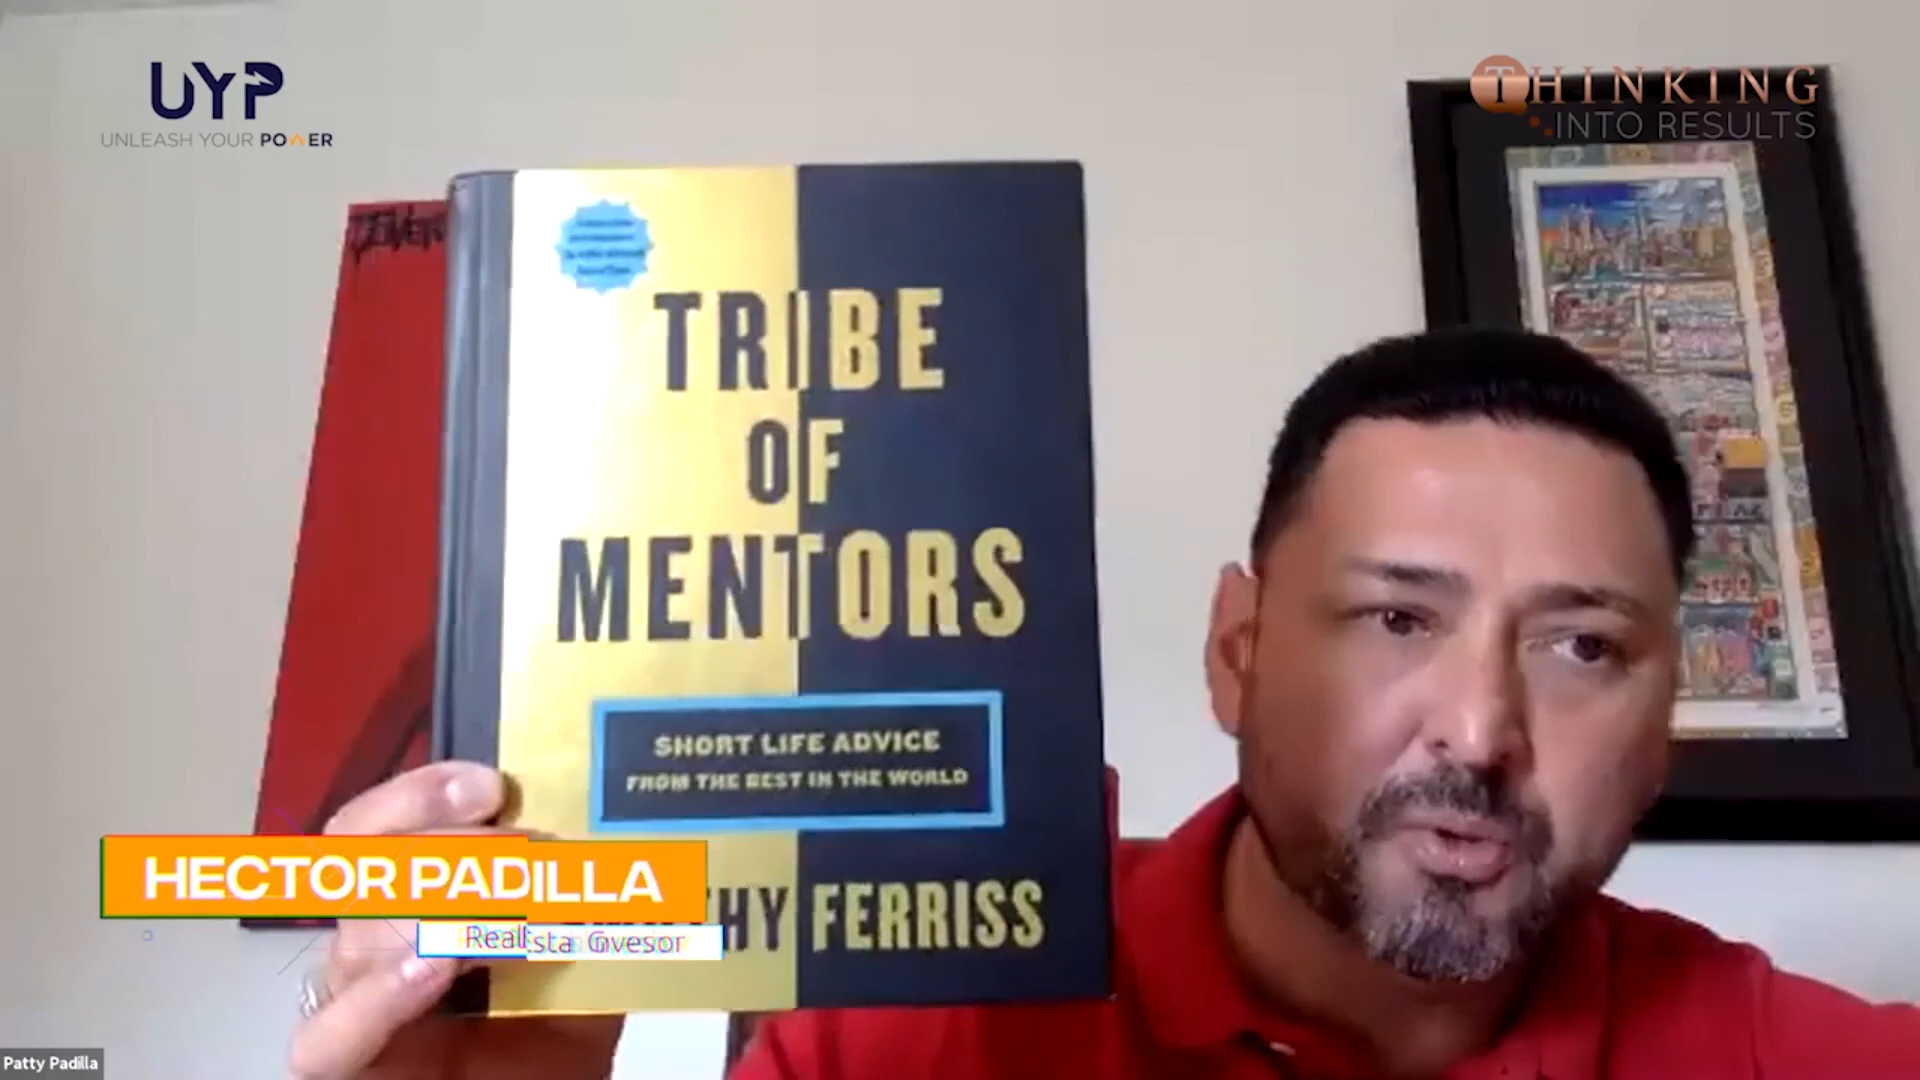 UYP
UNLEASH YOUR POWER
THINKING
INTO RESULTS
TRIBE
OF
MENTORS
SHORT LIFE ADVICE
FROM THE BEST IN THE WORLD
HY FERRISS
HECTOR PADILLA
Patty Padilla